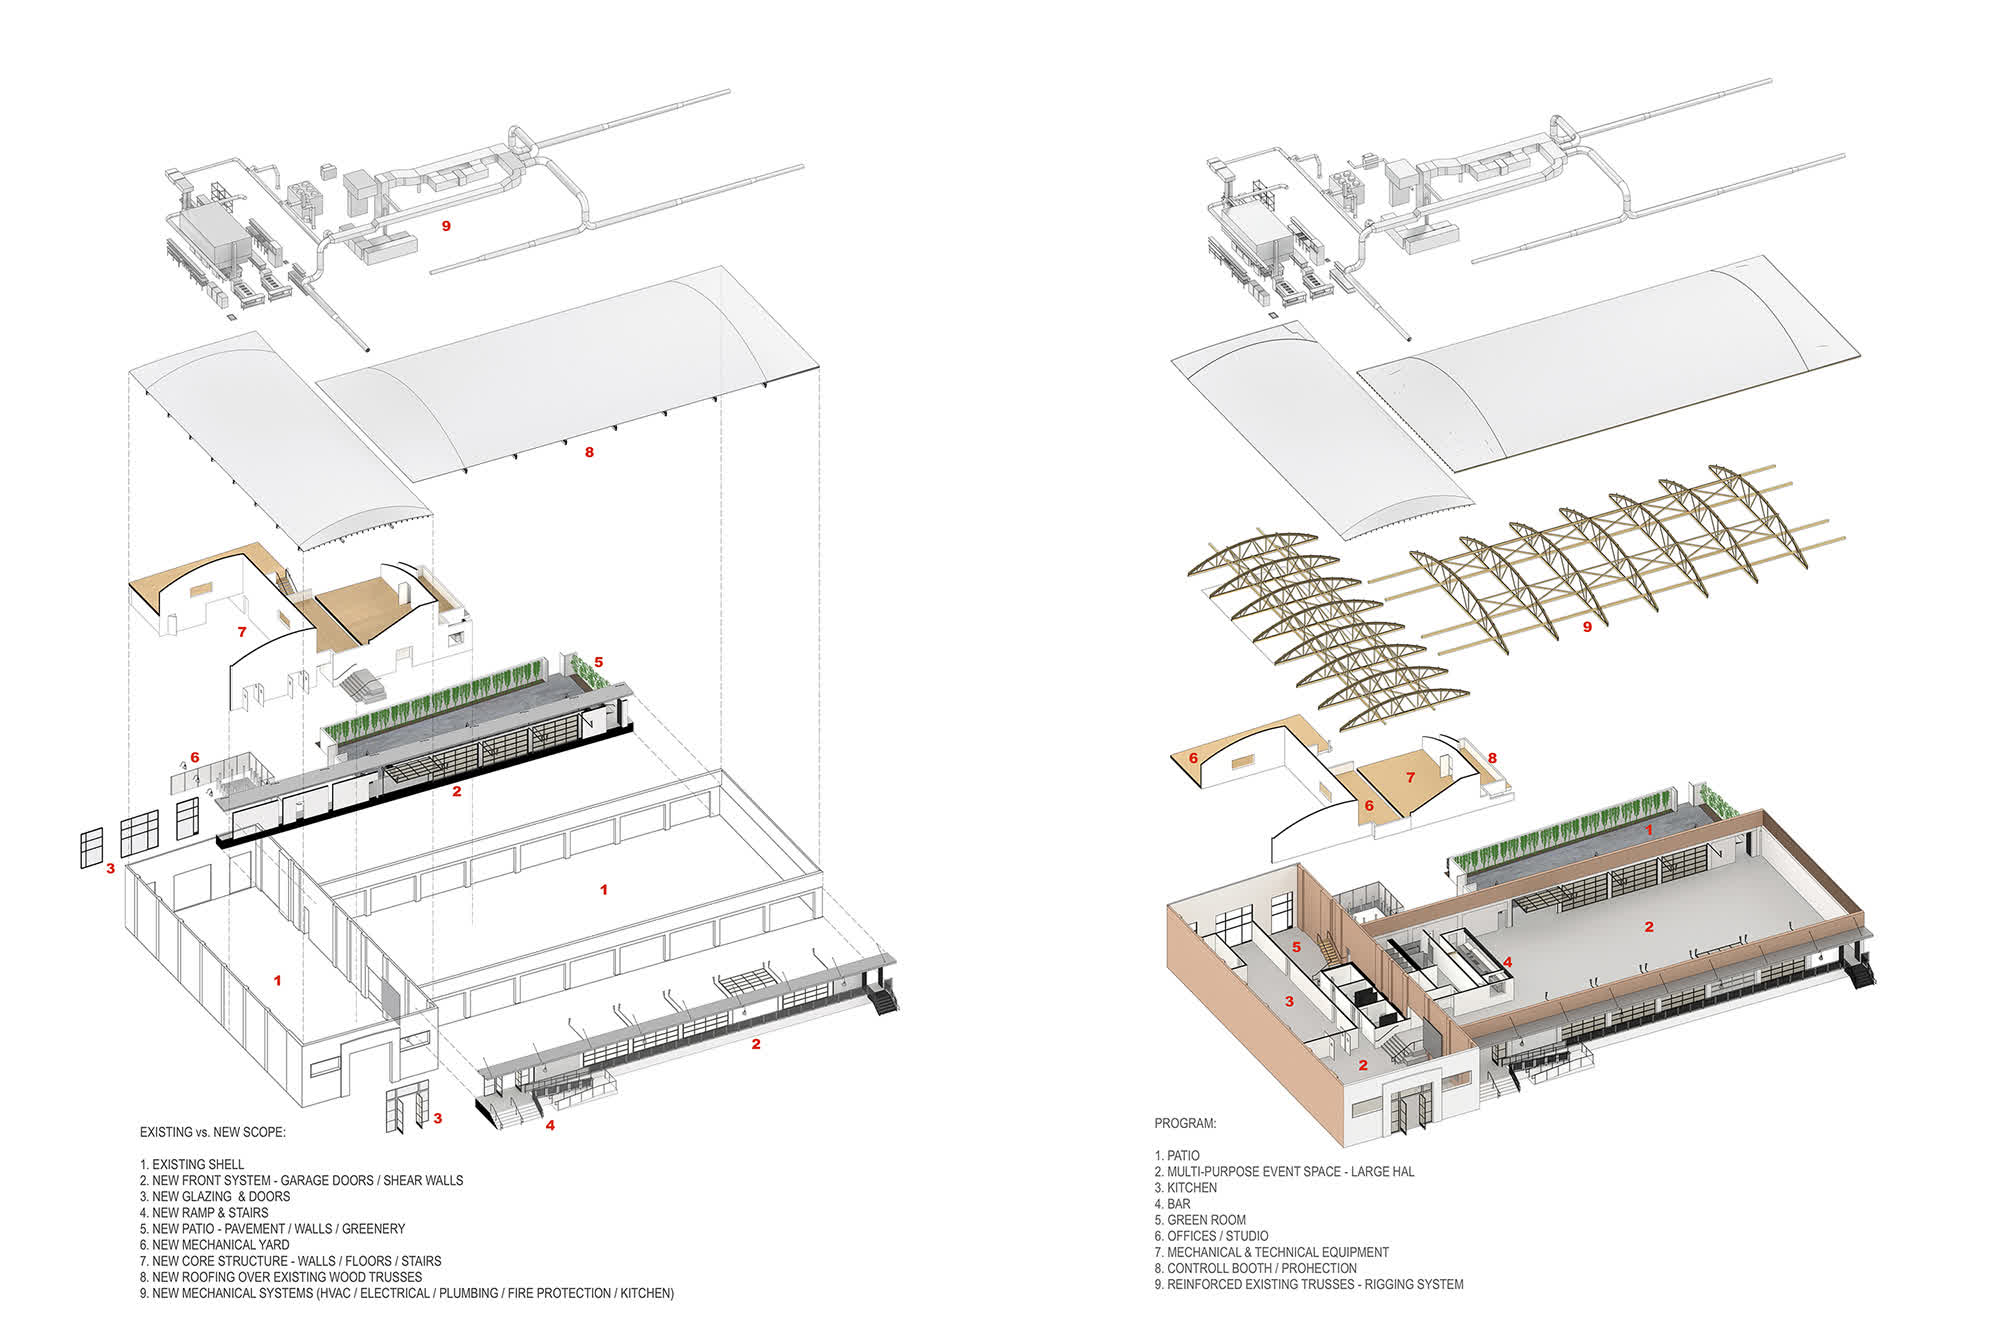 9
8
7
5
6
2
3
1
1
2
3
4
EXISTING vs. NEW SCOPE:
1. EXISTING SHELL
2. NEW FRONT SYSTEM - GARAGE DOORS / SHEAR WALLS
3. NEW GLAZING & DOORS
4. NEW RAMP & STAIRS
5. NEW PATIO - PAVEMENT / WALLS / GREENERY
6. NEW MECHANICAL YARD
7. NEW CORE STRUCTURE - WALLS / FLOORS / STAIRS
8. NEW ROOFING OVER EXISTING WOOD TRUSSES
9. NEW MECHANICAL SYSTEMS (HVAC / ELECTRICAL / PLUMBING / FIRE PROTECTION / KITCHEN)
9
6
7
8
6
1
2
5
4
3
2
PROGRAM:
1. PATIO
2. MULTI-PURPOSE EVENT SPACE - LARGE HAL
3. KITCHEN
4. BAR
5. GREEN ROOM
6. OFFICES / STUDIO
7. MECHANICAL & TECHNICAL EQUIPMENT
8. CONTROLL BOOTH / PROHECTION
9. REINFORCED EXISTING TRUSSES - RIGGING SYSTEM